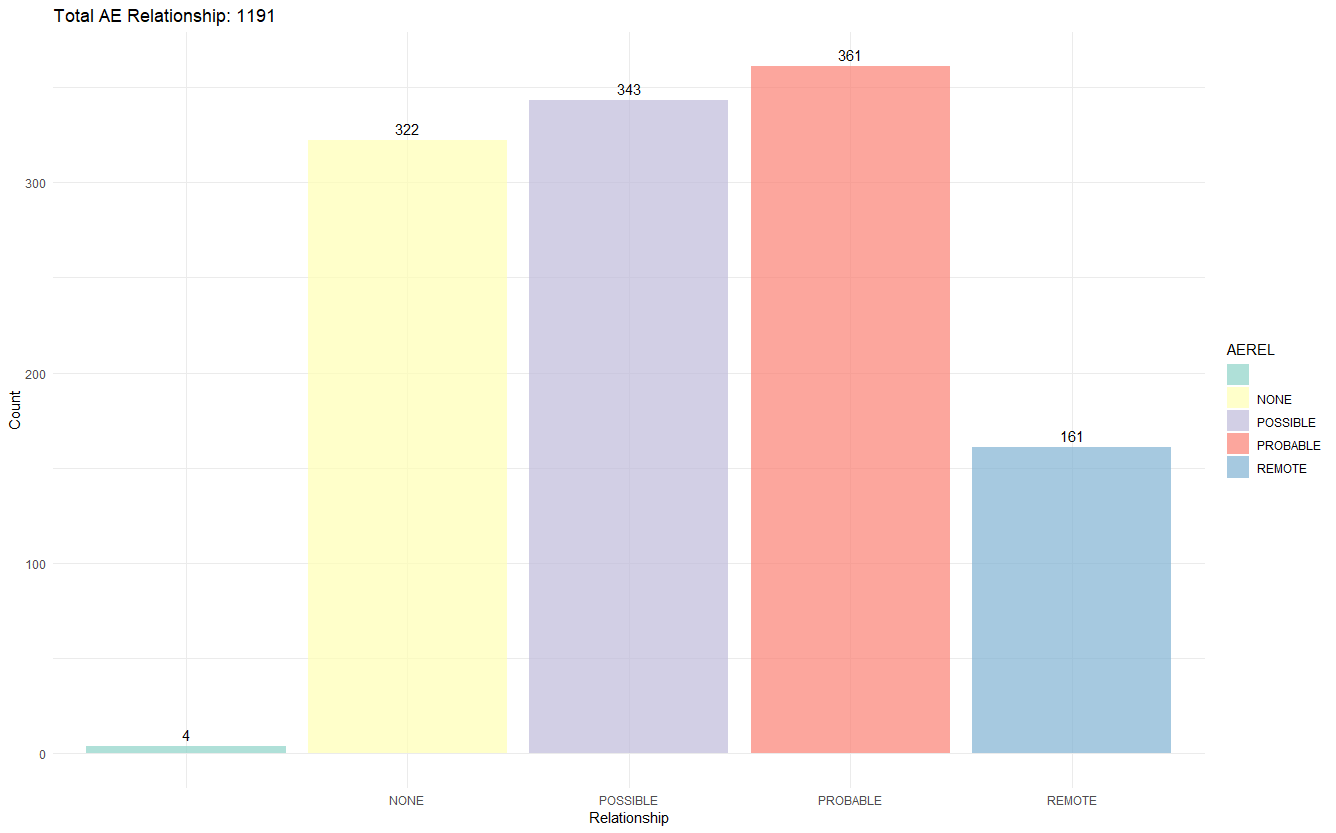 Total AE Relationship: 1191
361
343
322
300
200
161
100
4
0
Count
NONE
POSSIBLE
PROBABLE
REMOTE
Relationship
AEREL
NONE
POSSIBLE
PROBABLE
REMOTE